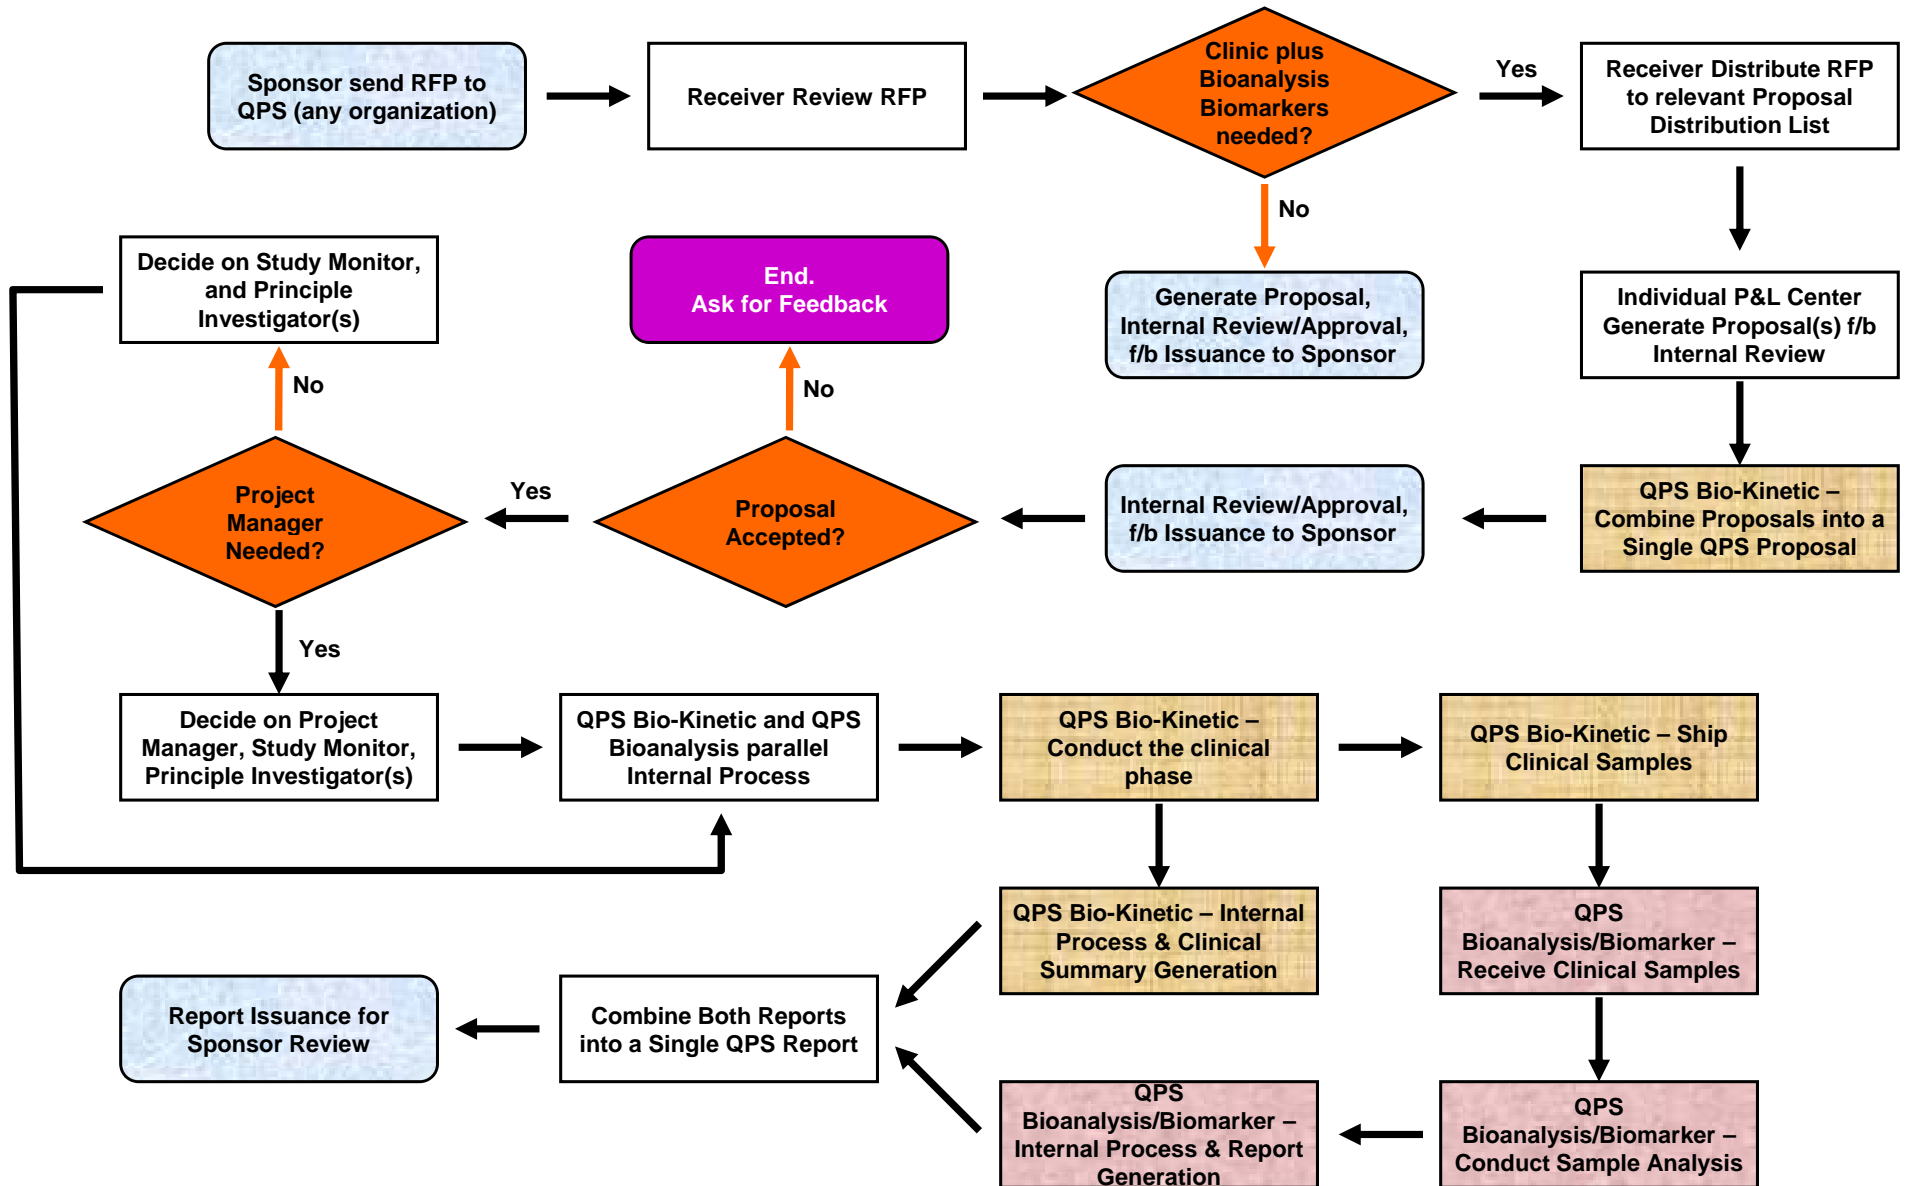 Sponsor send RFP to
QPS (any organization)
Receiver Review RFP
Clinic plus
Bioanalysis
Biomarkers
needed?
Yes
Receiver Distribute RFP
to relevant Proposal
Distribution List
No
Decide on Study Monitor,
and Principle
Investigator(s)
End.
Ask for Feedback
Generate Proposal,
Internal Review/Approval,
f/b Issuance to Sponsor
Individual P&L Center
Generate Proposal(s) f/b
Internal Review
No
No
Project
Manager
Needed?
Yes
Proposal
Accepted?
Internal Review/Approval,
f/b Issuance to Sponsor
QPS Bio-Kinetic –
Combine Proposals into a
Single QPS Proposal
Yes
Decide on Project
Manager, Study Monitor,
Principle Investigator(s)
QPS Bio-Kinetic and QPS
Bioanalysis parallel
Internal Process
QPS Bio-Kinetic –
Conduct the clinical
phase
QPS Bio-Kinetic – Ship
Clinical Samples
QPS Bio-Kinetic – Internal
Process & Clinical
Summary Generation
QPS
Bioanalysis/Biomarker –
Receive Clinical Samples
Report Issuance for
Sponsor Review
Combine Both Reports
into a Single QPS Report
QPS
Bioanalysis/Biomarker –
Internal Process & Report
Generation
QPS
Bioanalysis/Biomarker –
Conduct Sample Analysis